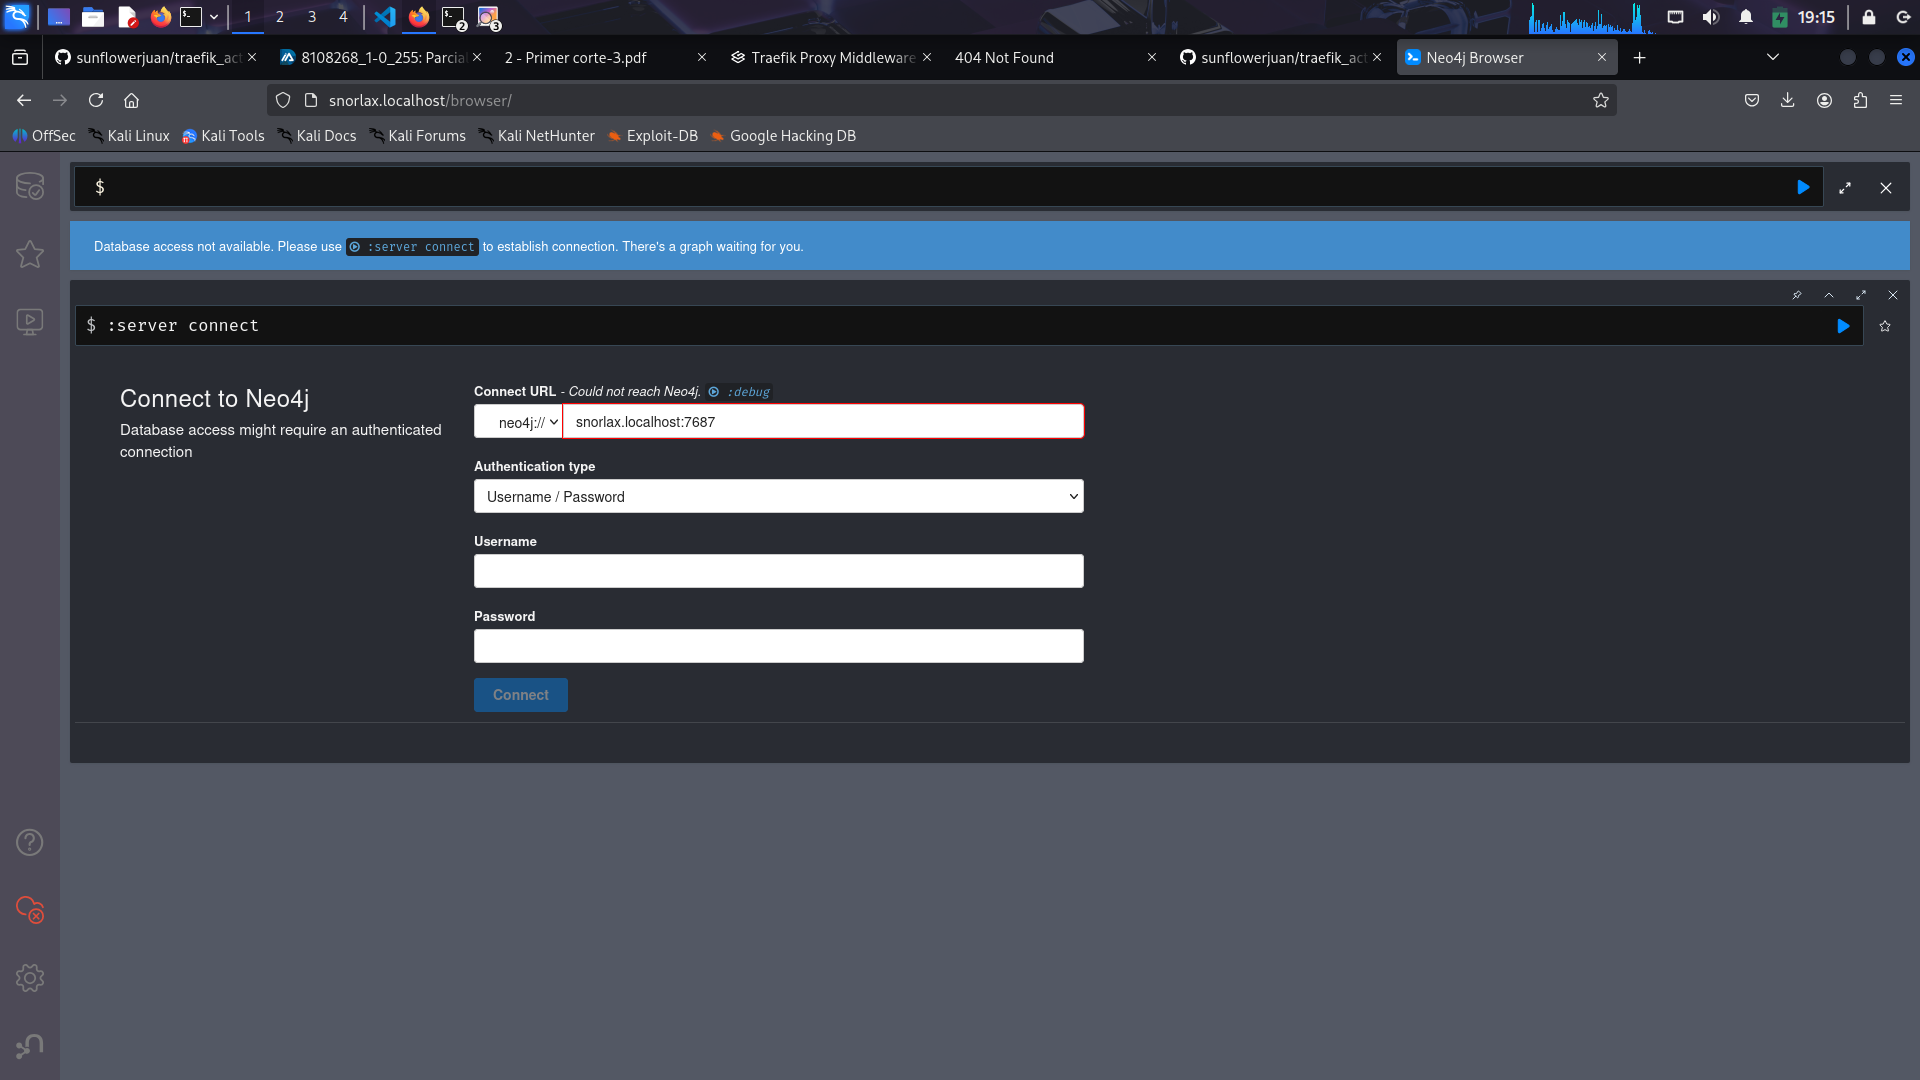 1 2 3 4 2 3 19:15
sunflowerjuan/traefik_act 8108268_1-0_255: Parcia 2 - Primer corte-3.pdf Traefik Proxy Middleware 404 Not Found sunflowerjuan/traefik_act Neo4j Browser
snorlax.localhost/browser/
OffSec Kali Linux Kali Tools Kali Docs Kali Forums Kali NetHunter Exploit-DB Google Hacking DB
$
Database access not available. Please use :server connect to establish connection. There's a graph waiting for you.
$ :server connect
Connect to Neo4j
Database access might require an authenticated
connection
Connect URL - Could not reach Neo4j. :debug
neo4j:// snorlax.localhost:7687
Authentication type
Username / Password
Username
Password
Connect